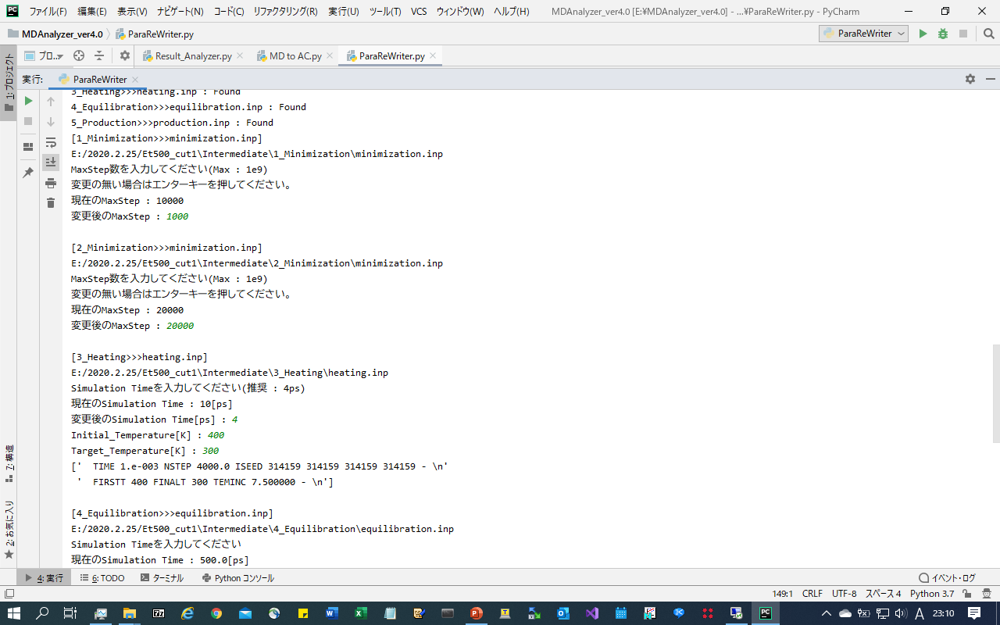 ファイル(F) 編集(E) 表示(V) ナビゲート(N) コード(C) リファクタリング(R) 実行(U) ツール(T) VCS ウィンドウ(W) ヘルプ(H) MDAnalyzer_ver4.0 [E:¥MDAnalyzer_ver4.0] - ...¥ParaReWriter.py - PyCharm
MDAnalyzer_ver4.0 ParaReWriter.py ParaReWriter
1: プロジェクト
プロ... Result_Analyzer.py MD to AC.py ParaReWriter.py
実行: ParaReWriter
3_Heating>>>heating.inp : Found
4_Equilibration>>>equilibration.inp : Found
5_Production>>>production.inp : Found
[1_Minimization>>>minimization.inp]
E:/2020.2.25/Et500_cut1\Intermediate\1_Minimization\minimization.inp
MaxStep数を入力してください(Max : 1e9)
変更の無い場合はエンターキーを押してください。
現在のMaxStep : 10000
変更後のMaxStep : 1000
[2_Minimization>>>minimization.inp]
E:/2020.2.25/Et500_cut1\Intermediate\2_Minimization\minimization.inp
MaxStep数を入力してください(Max : 1e9)
変更の無い場合はエンターキーを押してください。
現在のMaxStep : 20000
変更後のMaxStep : 20000
[3_Heating>>>heating.inp]
E:/2020.2.25/Et500_cut1\Intermediate\3_Heating\heating.inp
Simulation Timeを入力してください(推奨 : 4ps)
現在のSimulation Time : 10[ps]
変更後のSimulation Time[ps] : 4
Initial_Temperature[K] : 400
Target_Temperature[K] : 300
['  TIME 1.e-003 NSTEP 4000.0 ISEED 314159 314159 314159 314159 - \n'
 '  FIRSTT 400 FINALT 300 TEMINC 7.500000 - \n']
[4_Equilibration>>>equilibration.inp]
E:/2020.2.25/Et500_cut1\Intermediate\4_Equilibration\equilibration.inp
Simulation Timeを入力してください
現在のSimulation Time : 500.0[ps]
7: 構造
2: お気に入り
4: 実行 6: TODO ターミナル Python コンソール イベント・ログ
149:1 CRLF UTF-8 スペース 4 Python 3.7
A 23:10